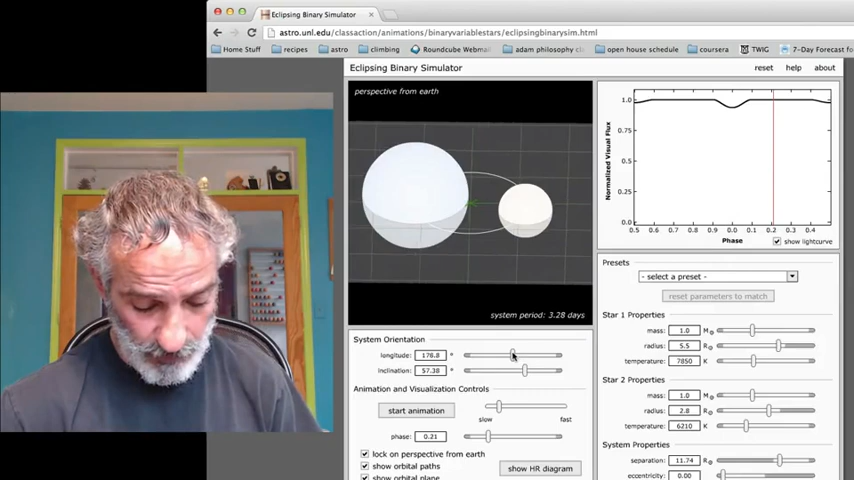 Eclipsing Binary Simulator
astro.unl.edu/classaction/animations/binaryvariablestars/eclipsingbinarysim.html
Home Stuff recipes astro climbing Roundcube Webmail adam philosophy cl open house schedule coursera TWIG 7-Day Forecast fo
Eclipsing Binary Simulator
reset help about
perspective from earth
system period: 3.28 days
1.0
0.75
0.5
0.25
0.0
Normalized Visual Flux
0.5 0.6 0.7 0.8 0.9 0.0 0.1 0.2 0.3 0.4
Phase
show lightcurve
Presets
- select a preset -
reset parameters to match
System Orientation
longitude: 176.8 °
inclination: 57.38 °
Animation and Visualization Controls
start animation
slow fast
phase: 0.21
lock on perspective from earth
show orbital paths
show orbital plane
show HR diagram
Star 1 Properties
mass: 1.0 M⊙
radius: 5.5 R⊙
temperature: 7850 K
Star 2 Properties
mass: 1.0 M⊙
radius: 2.8 R⊙
temperature: 6210 K
System Properties
separation: 11.74 R⊙
eccentricity: 0.00